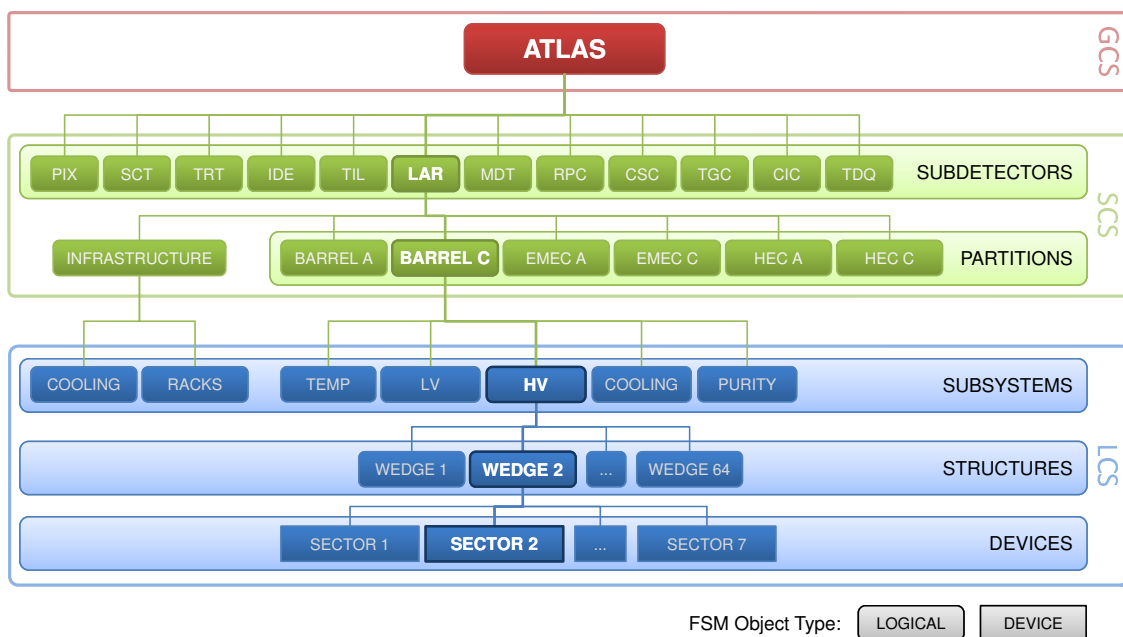 ATLAS
GCS
PIX SCT TRT IDE TIL LAR MDT RPC CSC TGC CIC TDQ SUBDETECTORS
SCS
INFRASTRUCTURE BARREL A BARREL C EMEC A EMEC C HEC A HEC C PARTITIONS
COOLING RACKS TEMP LV HV COOLING PURITY SUBSYSTEMS
WEDGE 1 WEDGE 2 ... WEDGE 64 STRUCTURES
LCS
SECTOR 1 SECTOR 2 ... SECTOR 7 DEVICES
FSM Object Type: LOGICAL DEVICE